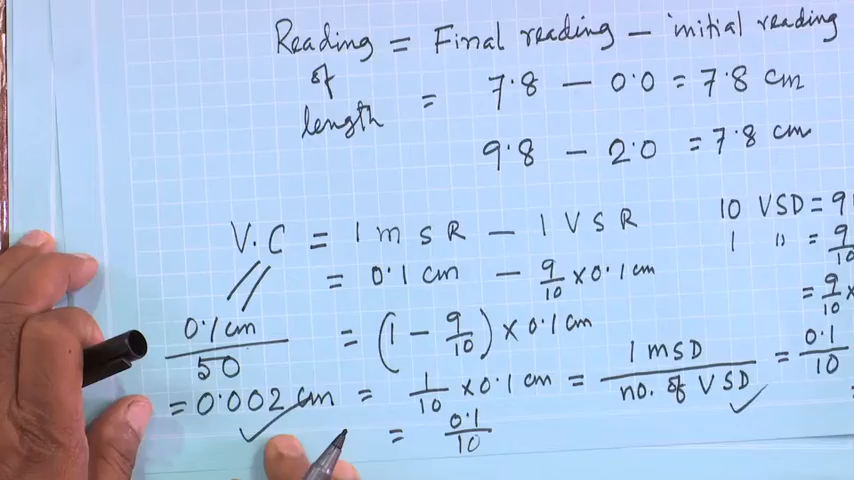 Reading = Final reading - initial reading
of
length = 7.8 - 0.0 = 7.8 cm
9.8 - 2.0 = 7.8 cm
V.C = 1 m S R - 1 V S R
= 0.1 cm - 9/10 x 0.1 cm
0.1 cm / 50 = (1 - 9/10) x 0.1 cm
= 0.002 cm = 1/10 x 0.1 cm = 1 MSD / no. of VSD = 0.1/10
= 0.1/10
10 VSD = 9
1 " = 9/10
= 9/10 x